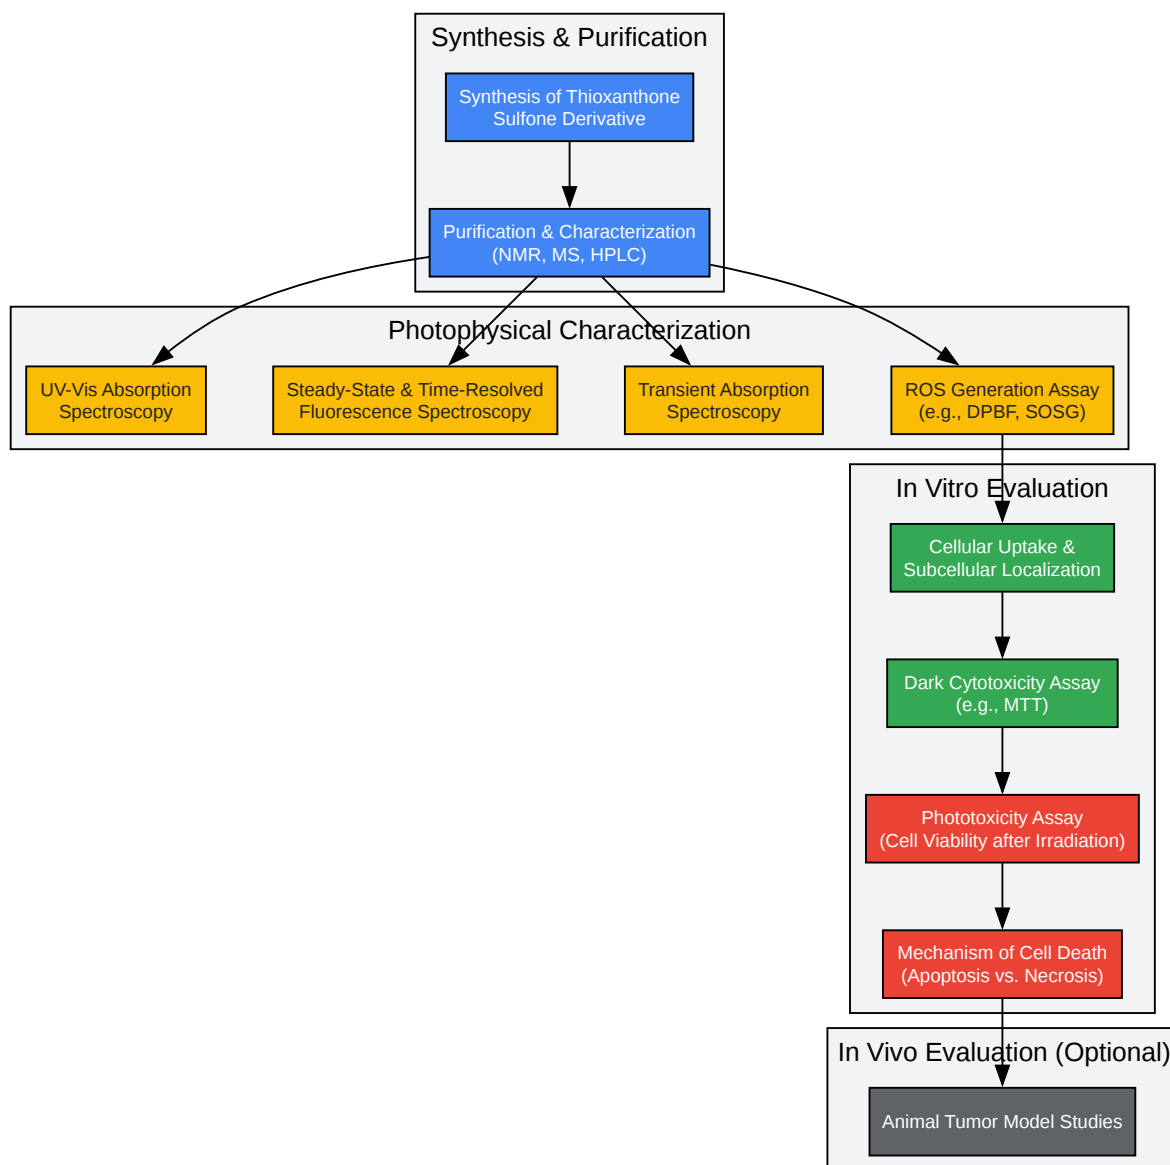 Synthesis & Purification
Synthesis of Thioxanthone
Sulfone Derivative
Purification & Characterization
(NMR, MS, HPLC)
Photophysical Characterization
UV-Vis Absorption
Spectroscopy
Steady-State & Time-Resolved
Fluorescence Spectroscopy
Transient Absorption
Spectroscopy
ROS Generation Assay
(e.g., DPBF, SOSG)
In Vitro Evaluation
Cellular Uptake &
Subcellular Localization
Dark Cytotoxicity Assay
(e.g., MTT)
Phototoxicity Assay
(Cell Viability after Irradiation)
Mechanism of Cell Death
(Apoptosis vs. Necrosis)
In Vivo Evaluation (Optional)
Animal Tumor Model Studies